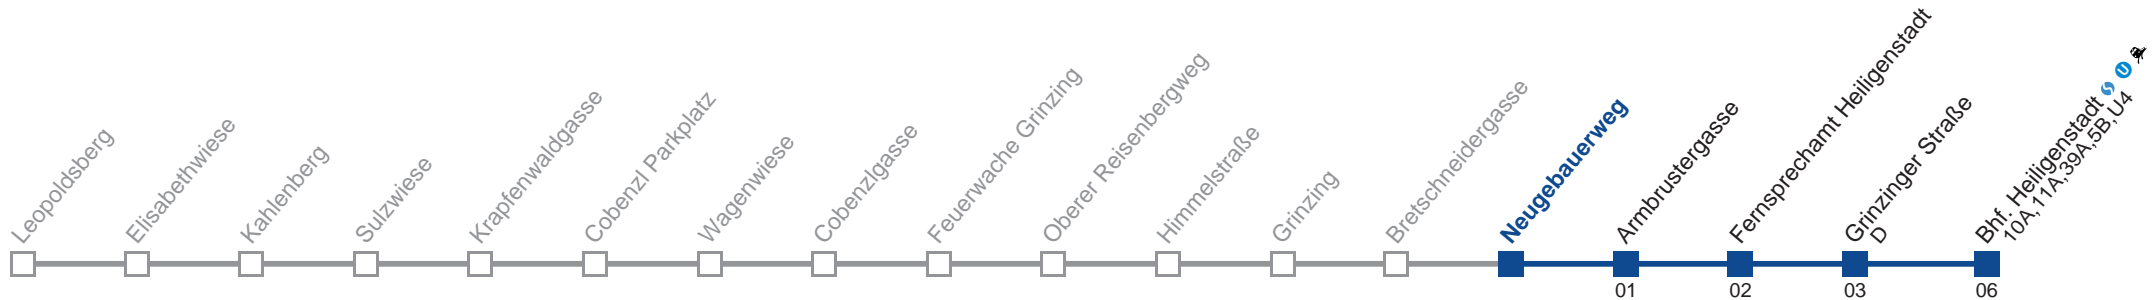 Leopoldsberg
Elisabethwiese
Kahlenberg
Sulzwiese
Krapfenwaldgasse
Cobenzl Parkplatz
Wagenwiese
Cobenzlgasse
Feuerwache Grinzing
Oberer Reisenbergweg
Himmelstraße
Grinzing
Bretschneidergasse
Neugebauerweg
Armbrustergasse
Fernsprechamt Heiligenstadt
Grinzinger Straße
D
Bhf. Heiligenstadt S U
10A,11A,39A,5B,U4
01
02
03
06